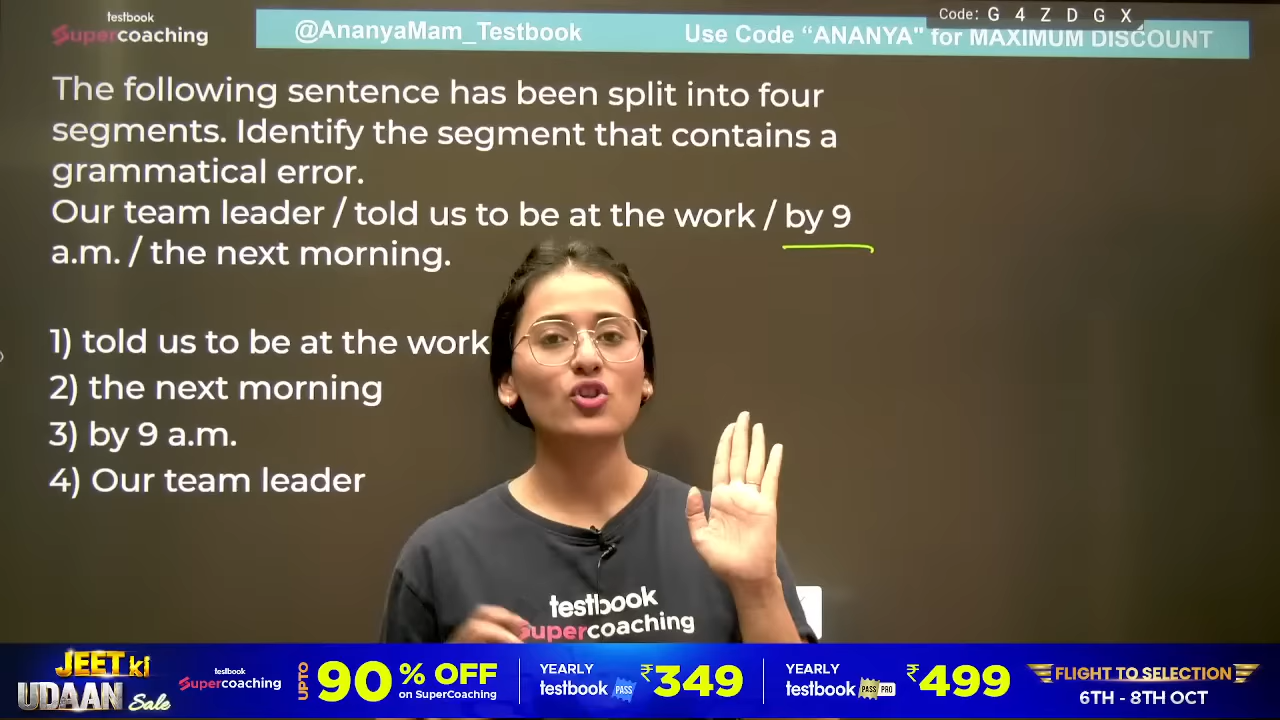 testbook
Supercoaching
@AnanyaMam_Testbook
Use Code “ANANYA" for MAXIMUM DISCOUNT
Code: G 4 Z D G X
The following sentence has been split into four
segments. Identify the segment that contains a
grammatical error.
Our team leader / told us to be at the work / by 9
a.m. / the next morning.
1) told us to be at the work
2) the next morning
3) by 9 a.m.
4) Our team leader
testbook
Supercoaching
JEET ki
UDAAN Sale
testbook
Supercoaching
UPTO 90% OFF
on SuperCoaching
YEARLY
testbook PASS
₹349
YEARLY
testbook PASS PRO
₹499
FLIGHT TO SELECTION
6TH - 8TH OCT